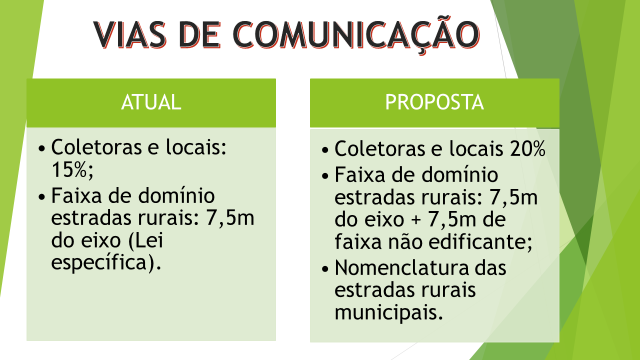 VIAS DE COMUNICAÇÃO
ATUAL
• Coletoras e locais:
15%;
• Faixa de domínio
estradas rurais: 7,5m
do eixo (Lei
específica).
PROPOSTA
• Coletoras e locais 20%
• Faixa de domínio
estradas rurais: 7,5m
do eixo + 7,5m de
faixa não edificante;
• Nomenclatura das
estradas rurais
municipais.